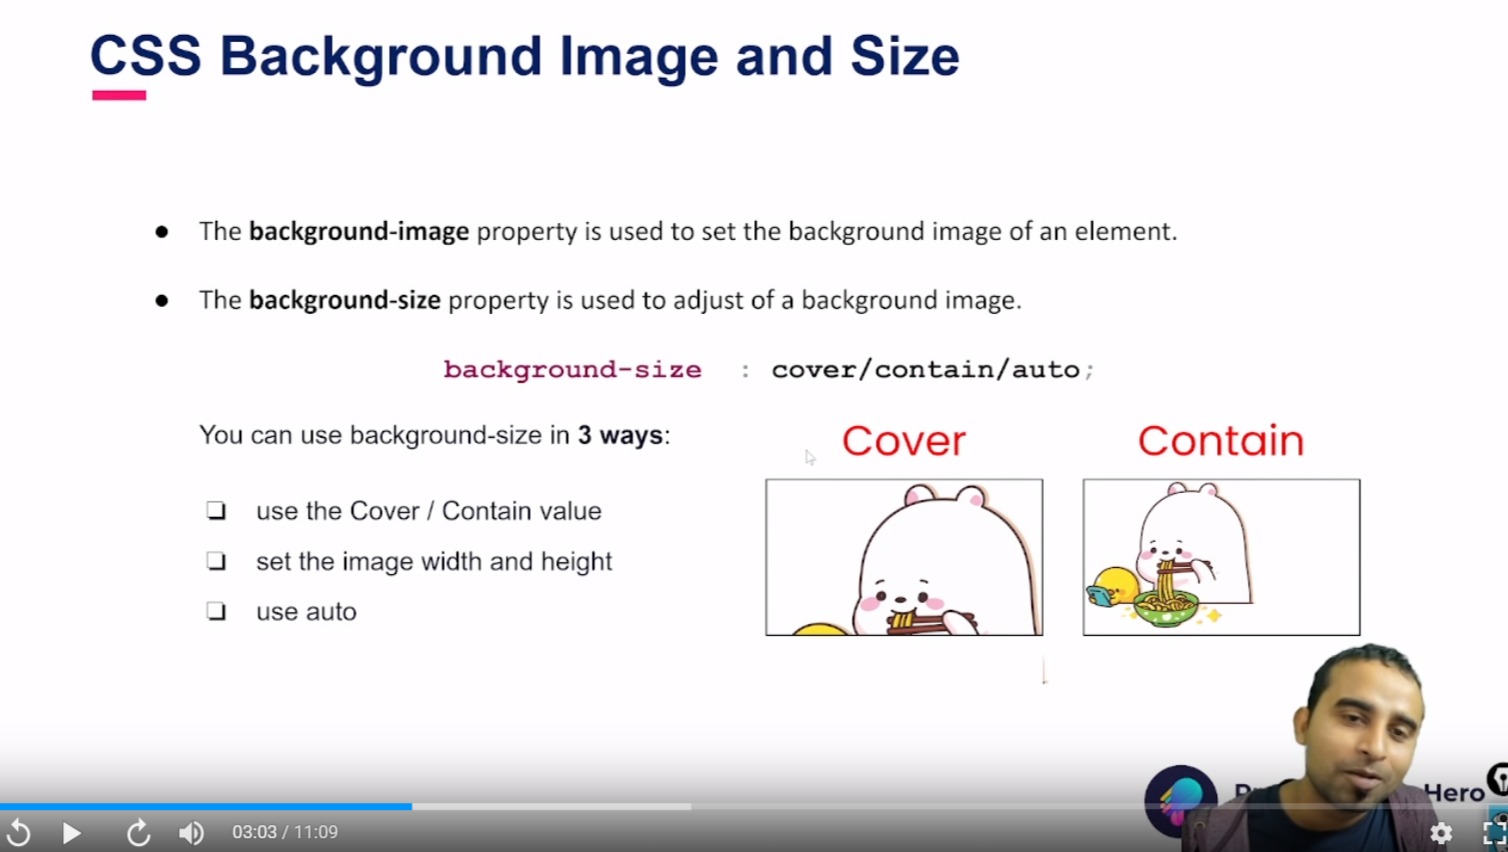 CSS Background Image and Size
The background-image property is used to set the background image of an element.
The background-size property is used to adjust of a background image.
background-size : cover/contain/auto;
You can use background-size in 3 ways:
use the Cover / Contain value
set the image width and height
use auto
Cover
Contain
Hero
03:03 / 11:09